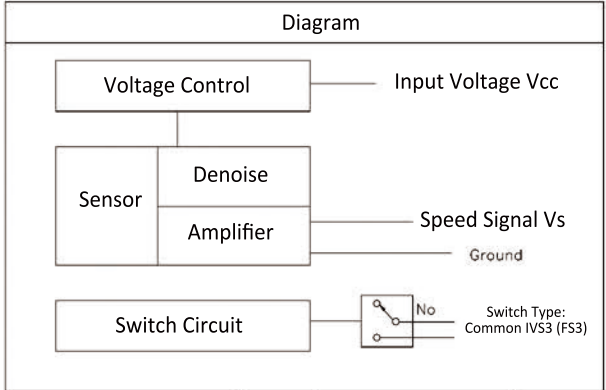 Diagram
Voltage Control
Input Voltage Vcc
Sensor
Denoise
Amplifier
Speed Signal Vs
Ground
Switch Circuit
No
Switch Type:
Common IVS3 (FS3)